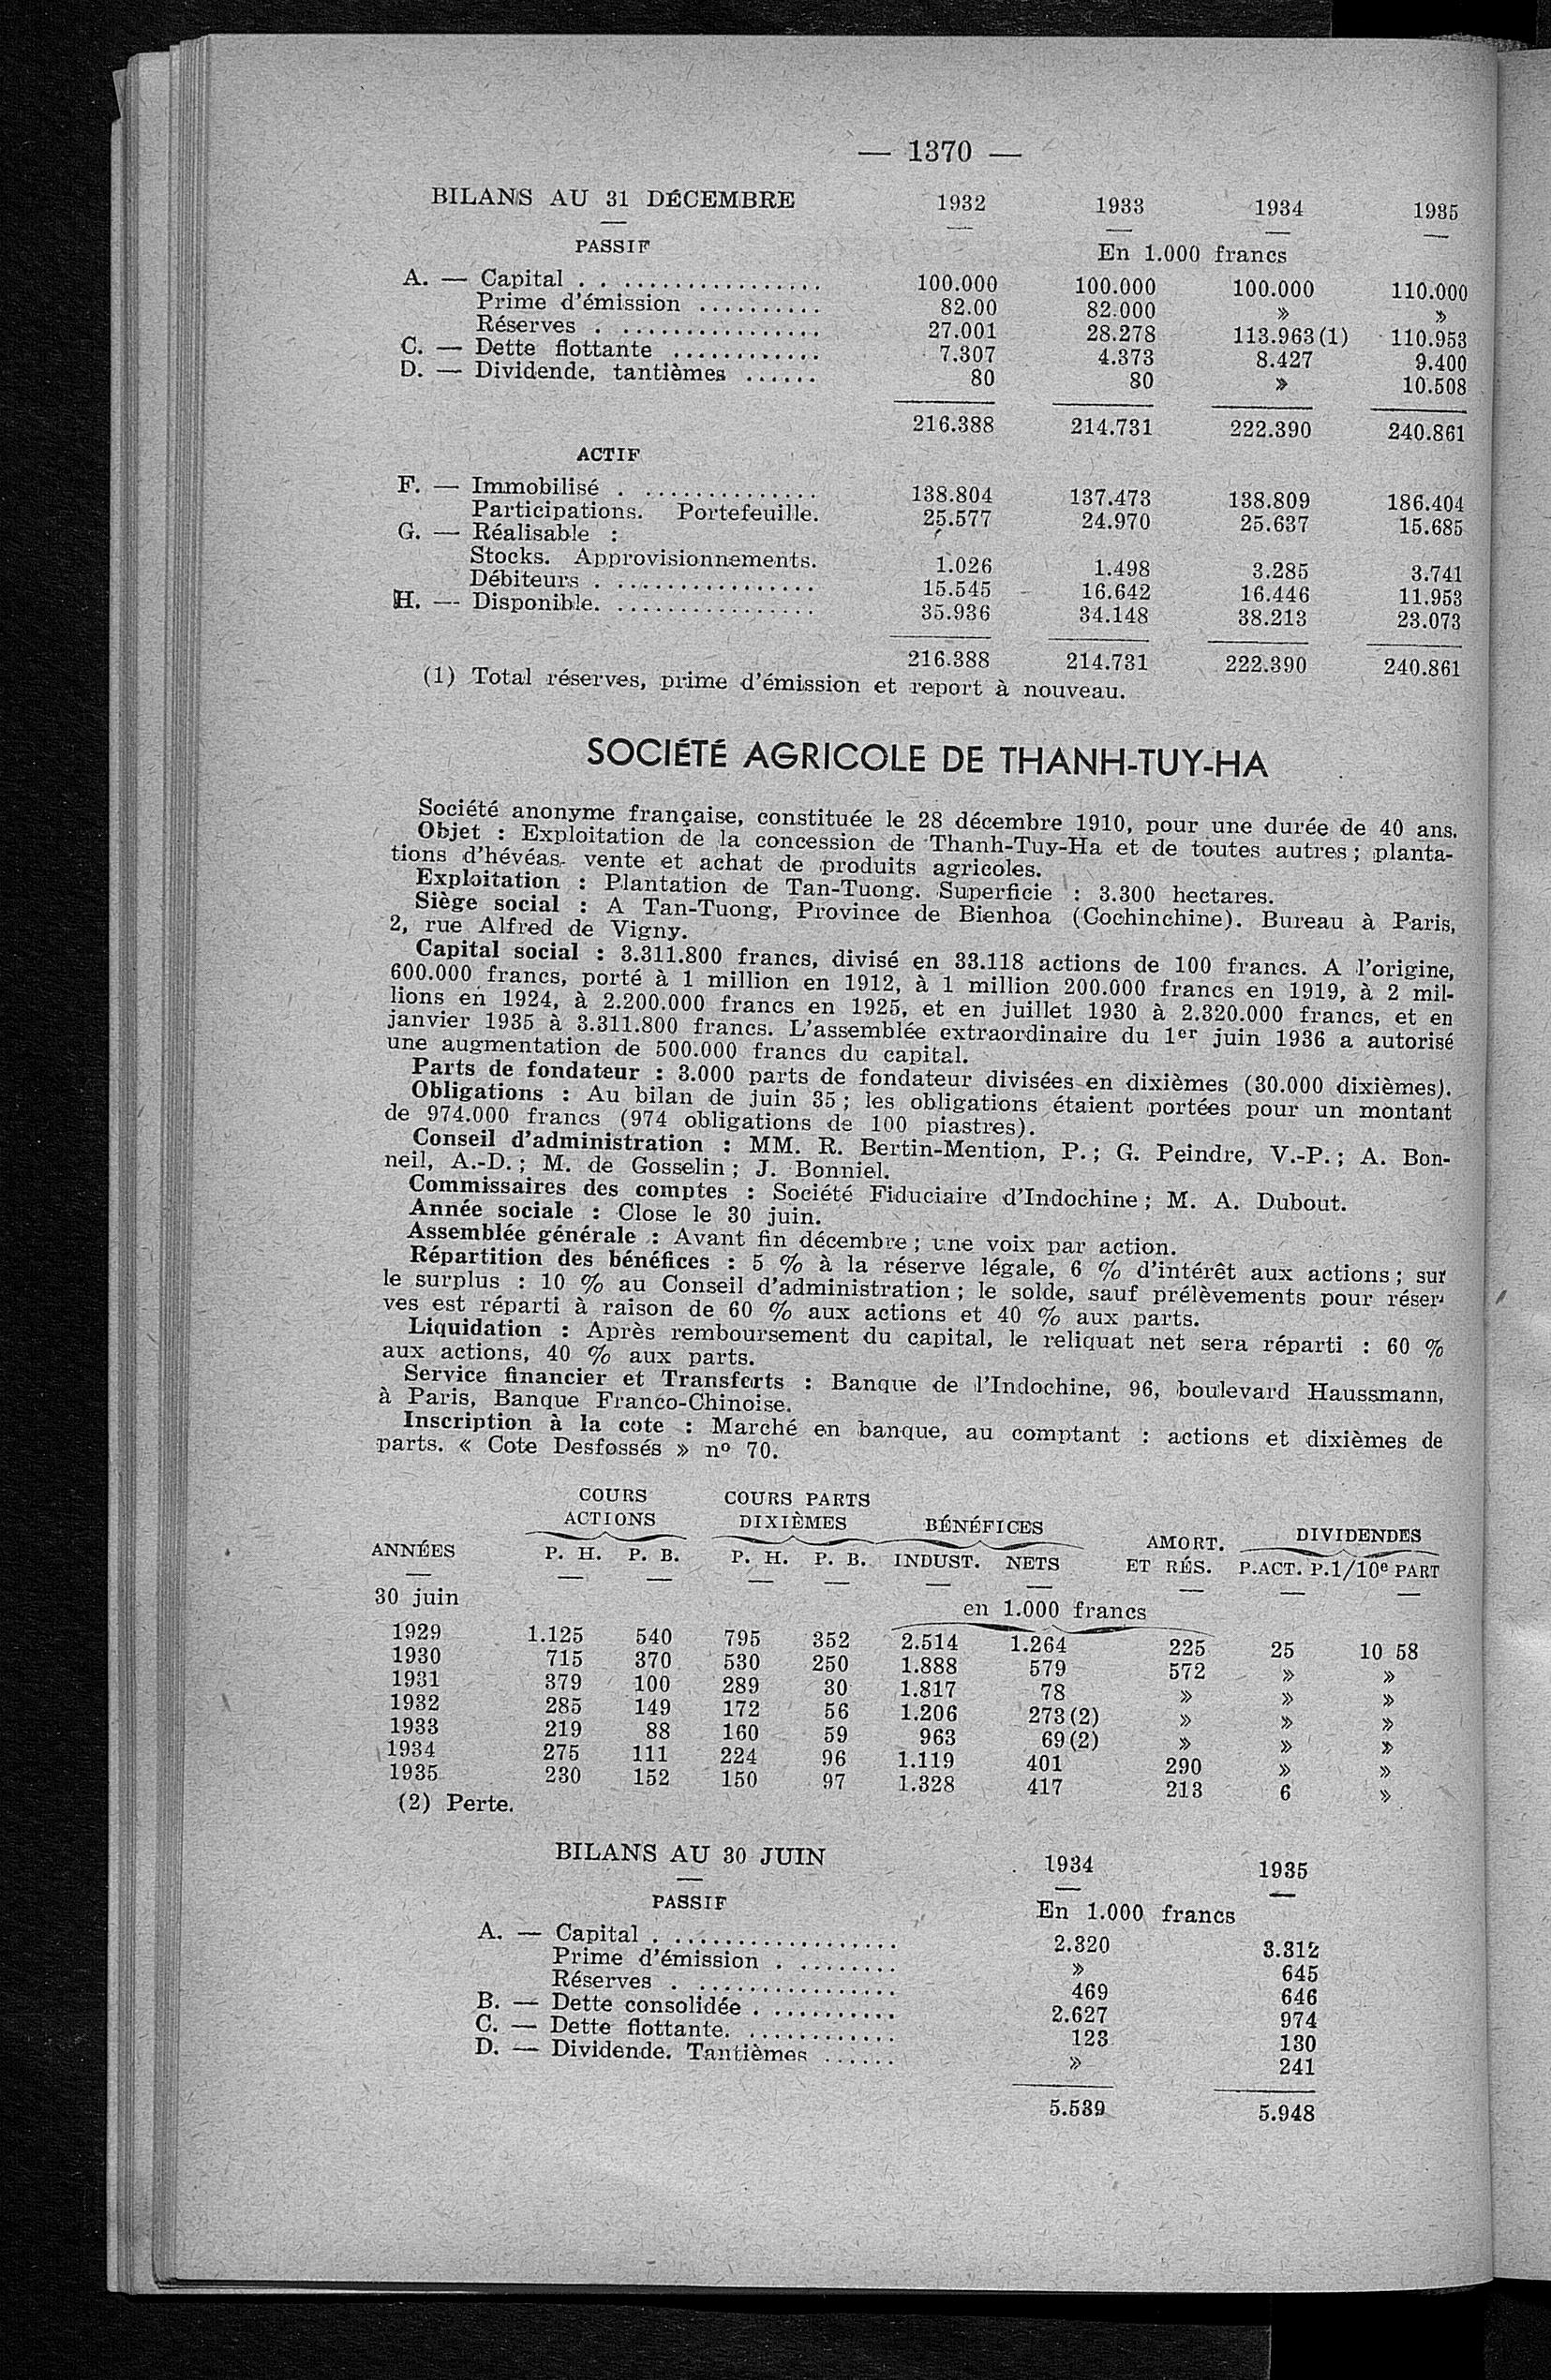 — 1370 —
BILANS AU 31 DÉCEMBRE 1932 1933 1934 1935
PASSIF En 1.000 francs
A. — Capital . . ................ 100.000 100.000 100.000 110.000
Prime d'émission .......... 82.00 82.000 » »
Réserves . ................ 27.001 28.278 113.963(1) 110.953
C. — Dette flottante ............ 7.307 4.373 8.427 9.400
D. — Dividende, tantièmes ...... 80 80 » 10.508
216.388 214.731 222.390 240.861
ACTIF
F. — Immobilisé . .............. 138.804 137.473 138.809 186.404
Participations. Portefeuille. 25.577 24.970 25.637 15.685
G. — Réalisable :
Stocks. Approvisionnements. 1.026 1.498 3.285 3.741
Débiteurs . ................ 15.545 16.642 16.446 11.953
H. — Disponible. ................ 35.936 34.148 38.213 23.073
216.388 214.731 222.390 240.861
(1) Total réserves, prime d'émission et report à nouveau.
SOCIÉTÉ AGRICOLE DE THANH-TUY-HA
Société anonyme française, constituée le 28 décembre 1910, pour une durée de 40 ans.
Objet : Exploitation de la concession de Thanh-Tuy-Ha et de toutes autres ; planta-
tions d'hévéas. vente et achat de produits agricoles.
Exploitation : Plantation de Tan-Tuong. Superficie : 3.300 hectares.
Siège social : A Tan-Tuong, Province de Bienhoa (Cochinchine). Bureau à Paris,
2, rue Alfred de Vigny.
Capital social : 3.311.800 francs, divisé en 33.118 actions de 100 francs. A l'origine,
600.000 francs, porté à 1 million en 1912, à 1 million 200.000 francs en 1919, à 2 mil-
lions en 1924, à 2.200.000 francs en 1925, et en juillet 1930 à 2.320.000 francs, et en
janvier 1935 à 3.311.800 francs. L'assemblée extraordinaire du 1er juin 1936 a autorisé
une augmentation de 500.000 francs du capital.
Parts de fondateur : 3.000 parts de fondateur divisées en dixièmes (30.000 dixièmes).
Obligations : Au bilan de juin 35 ; les obligations étaient portées pour un montant
de 974.000 francs (974 obligations de 100 piastres).
Conseil d'administration : MM. R. Bertin-Mention, P. ; G. Peindre, V.-P. ; A. Bon-
neil, A.-D. ; M. de Gosselin ; J. Bonniel.
Commissaires des comptes : Société Fiduciaire d'Indochine ; M. A. Dubout.
Année sociale : Close le 30 juin.
Assemblée générale : Avant fin décembre ; une voix par action.
Répartition des bénéfices : 5 % à la réserve légale, 6 % d'intérêt aux actions ; sur
le surplus : 10 % au Conseil d'administration ; le solde, sauf prélèvements pour réser-
ves est réparti à raison de 60 % aux actions et 40 % aux parts.
Liquidation : Après remboursement du capital, le reliquat net sera réparti : 60 %
aux actions, 40 % aux parts.
Service financier et Transferts : Banque de l'Indochine, 96, boulevard Haussmann,
à Paris, Banque Franco-Chinoise.
Inscription à la cote : Marché en banque, au comptant : actions et dixièmes de
parts. « Cote Desfossés » nº 70.
COURS COURS PARTS
ACTIONS DIXIÈMES BÉNÉFICES AMORT. DIVIDENDES
ANNÉES P. H. P. B. P. H. P. B. INDUST. NETS ET RÉS. P.ACT. P.1/10e PART
30 juin en 1.000 francs
1929 1.125 540 795 352 2.514 1.264 225 25 10 58
1930 715 370 530 250 1.888 579 572 » »
1931 379 100 289 30 1.817 78 » » »
1932 285 149 172 56 1.206 273(2) » » »
1933 219 88 160 59 963 69(2) » » »
1934 275 111 224 96 1.119 401 290 » »
1935 230 152 150 97 1.328 417 213 6 »
(2) Perte.
BILANS AU 30 JUIN 1934 1935
PASSIF En 1.000 francs
A. — Capital . .................. 2.320 3.312
Prime d'émission . ........ » 645
Réserves . ................ 469 646
B. — Dette consolidée . .......... 2.627 974
C. — Dette flottante. ............ 123 130
D. — Dividende. Tantièmes ...... » 241
5.539 5.948